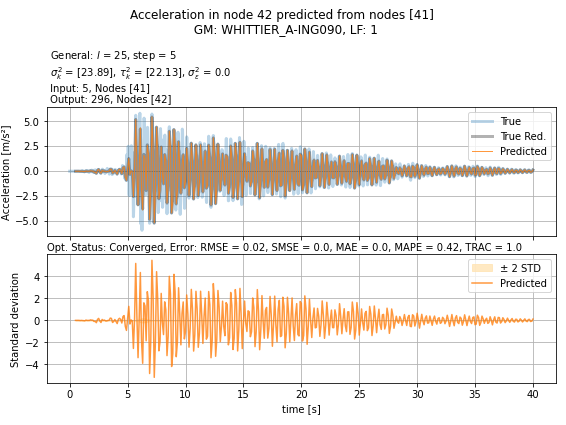 Acceleration in node 42 predicted from nodes [41]
GM: WHITTIER_A-ING090, LF: 1
General: l = 25, step = 5
σ²ₖ = [23.89], τ²ₖ = [22.13], σ²ε = 0.0
Input: 5, Nodes [41]
Output: 296, Nodes [42]
Acceleration [m/s²]
5.0
2.5
0.0
−2.5
−5.0
True
True Red.
Predicted
Opt. Status: Converged, Error: RMSE = 0.02, SMSE = 0.0, MAE = 0.0, MAPE = 0.42, TRAC = 1.0
Standard deviation
4
2
0
−2
−4
± 2 STD
Predicted
0 5 10 15 20 25 30 35 40
time [s]